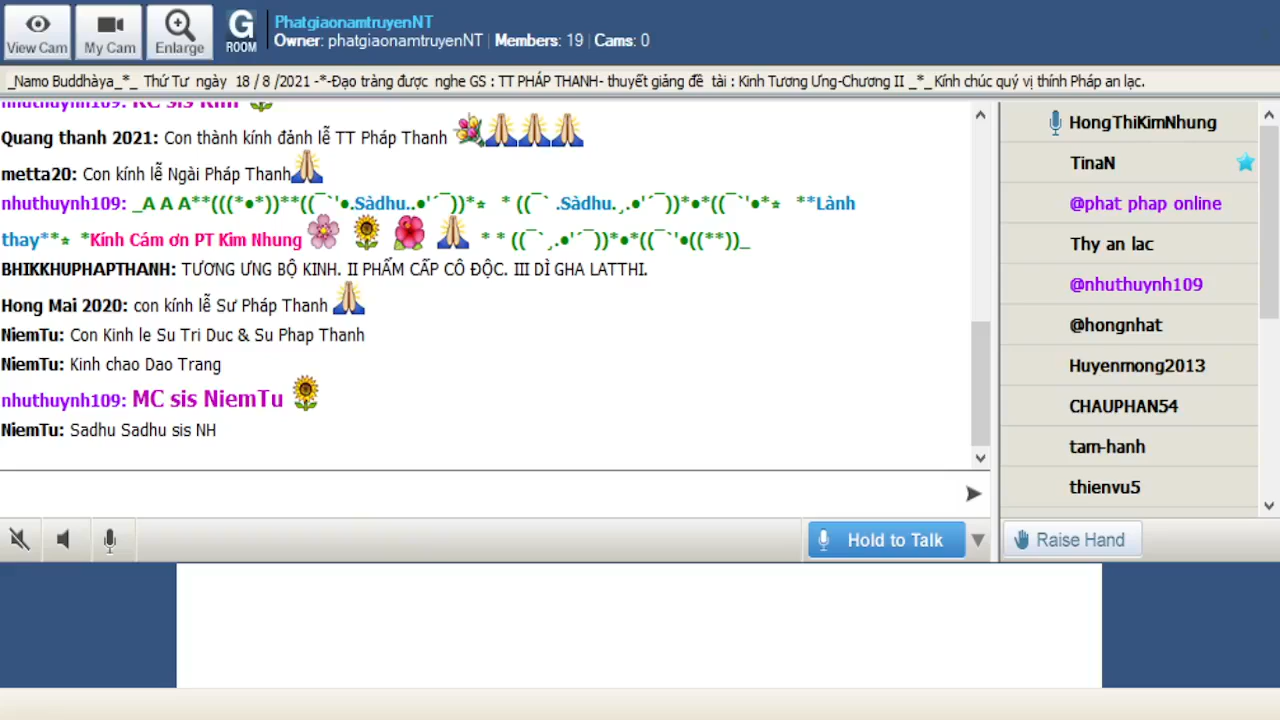 View Cam
My Cam
Enlarge
G
ROOM
PhatgiaonamtruyenNT
Owner: phatgiaonamtruyenNT | Members: 19 | Cams: 0
_Namo Buddhàya_*_ Thứ Tư ngày 18 / 8 /2021 -*-Đạo tràng được nghe GS : TT PHÁP THANH- thuyết giảng đề tài : Kinh Tương Ưng-Chương II _*_Kính chúc quý vị thính Pháp an lạc.
nhuthuynh109: MC sis Kim
Quang thanh 2021: Con thành kính đảnh lễ TT Pháp Thanh
metta20: Con kính lễ Ngài Pháp Thanh
nhuthuynh109: _A A A**(((*●*))**((¯`'●.Sàdhu..●'´¯))*⋆ * ((¯` .Sàdhu.¸.●'´¯))*●*((¯`'●*⋆ **Lành
thay**⋆ *Kính Cám ơn PT Kim Nhung * * ((¯`¸.●'´¯))*●*((¯`'●((**))_
BHIKKHUPHAPTHANH: TƯƠNG ƯNG BỘ KINH. II PHẨM CẤP CÔ ĐỘC. III DÌ GHA LATTHI.
Hong Mai 2020: con kính lễ Sư Pháp Thanh
NiemTu: Con Kinh le Su Tri Duc & Su Phap Thanh
NiemTu: Kinh chao Dao Trang
nhuthuynh109: MC sis NiemTu
NiemTu: Sadhu Sadhu sis NH
HongThiKimNhung
TinaN
@phat phap online
Thy an lac
@nhuthuynh109
@hongnhat
Huyenmong2013
CHAUPHAN54
tam-hanh
thienvu5
Hold to Talk
Raise Hand